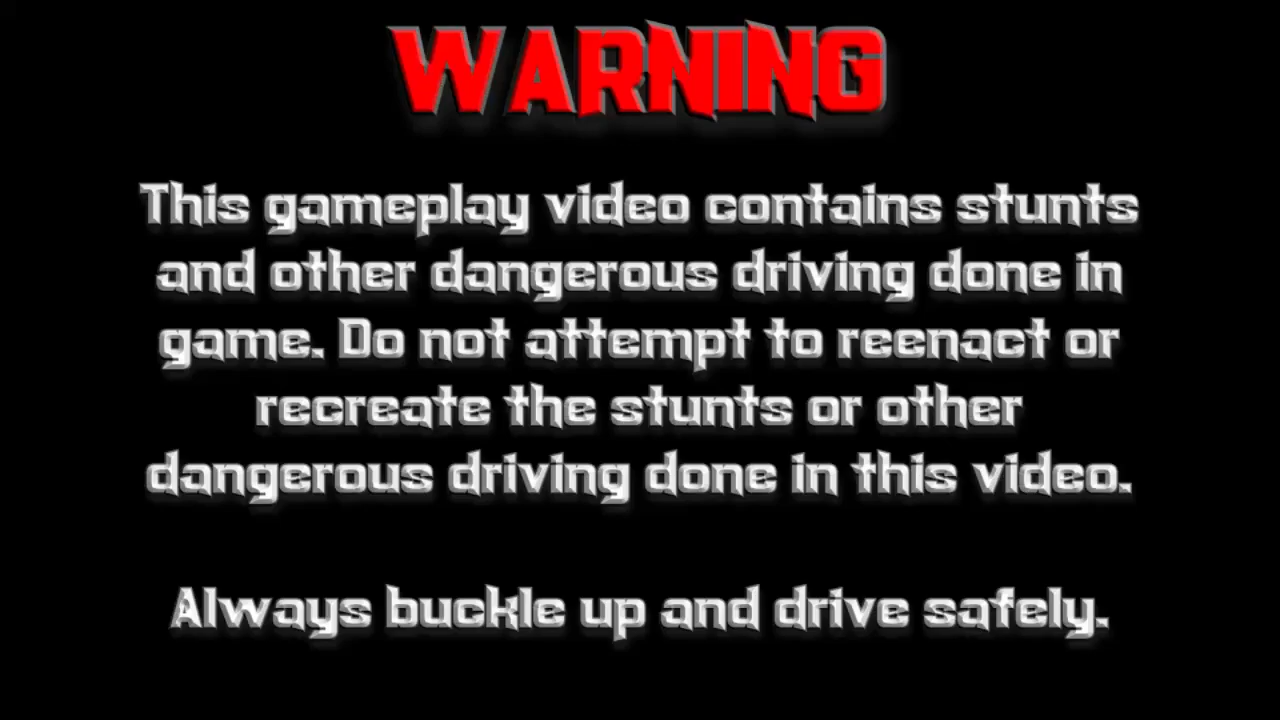 WARNING
This gameplay video contains stunts
and other dangerous driving done in
game. Do not attempt to reenact or
recreate the stunts or other
dangerous driving done in this video.
Always buckle up and drive safely.